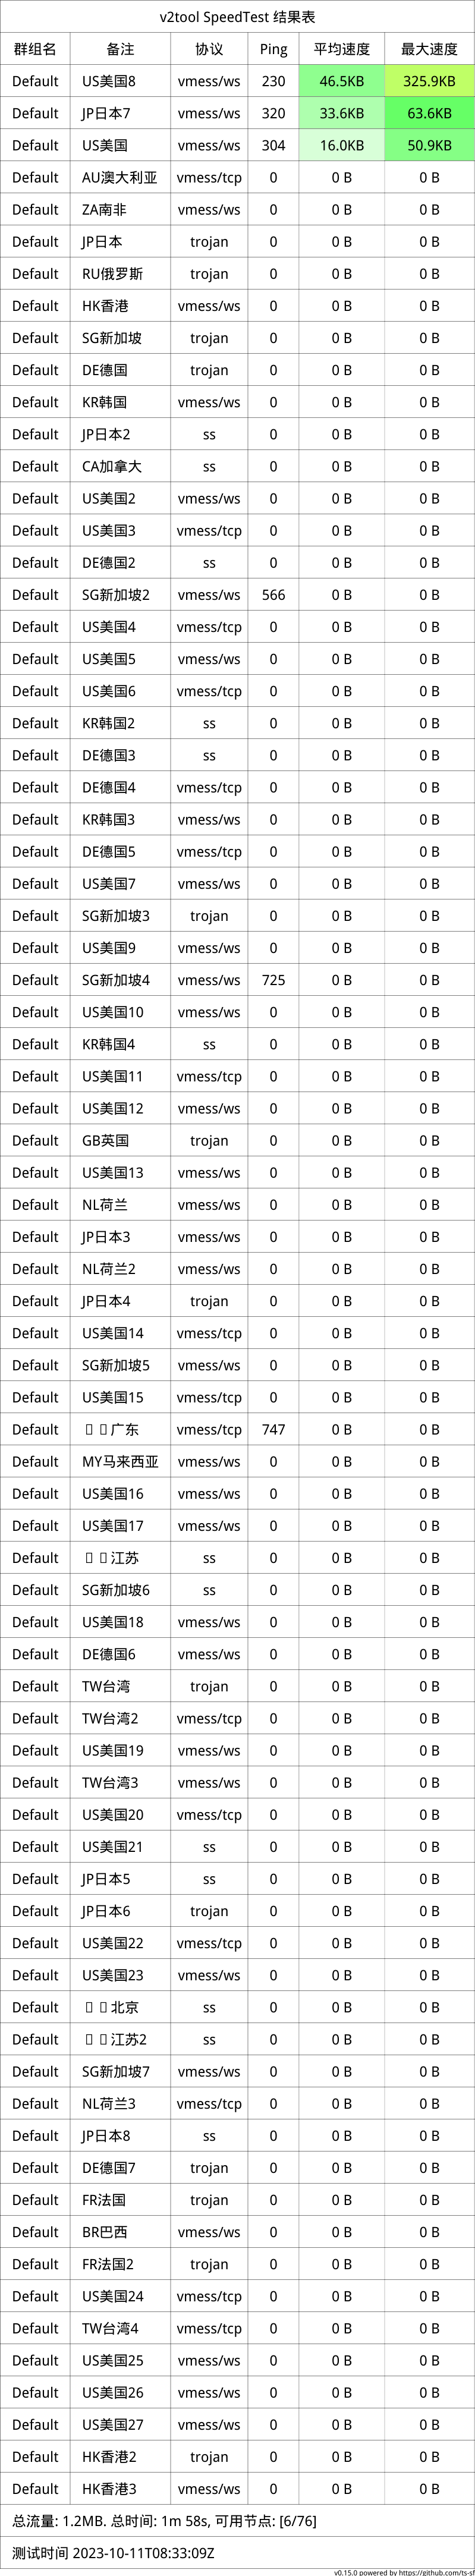 v2tool SpeedTest 结果表
群组名 备注 协议 Ping 平均速度 最大速度
Default US美国8 vmess/ws 230 46.5KB 325.9KB
Default JP日本7 vmess/ws 320 33.6KB 63.6KB
Default US美国 vmess/ws 304 16.0KB 50.9KB
Default AU澳大利亚 vmess/tcp 0 0 B 0 B
Default ZA南非 vmess/ws 0 0 B 0 B
Default JP日本 trojan 0 0 B 0 B
Default RU俄罗斯 trojan 0 0 B 0 B
Default HK香港 vmess/ws 0 0 B 0 B
Default SG新加坡 trojan 0 0 B 0 B
Default DE德国 trojan 0 0 B 0 B
Default KR韩国 vmess/ws 0 0 B 0 B
Default JP日本2 ss 0 0 B 0 B
Default CA加拿大 ss 0 0 B 0 B
Default US美国2 vmess/ws 0 0 B 0 B
Default US美国3 vmess/tcp 0 0 B 0 B
Default DE德国2 ss 0 0 B 0 B
Default SG新加坡2 vmess/ws 566 0 B 0 B
Default US美国4 vmess/tcp 0 0 B 0 B
Default US美国5 vmess/ws 0 0 B 0 B
Default US美国6 vmess/tcp 0 0 B 0 B
Default KR韩国2 ss 0 0 B 0 B
Default DE德国3 ss 0 0 B 0 B
Default DE德国4 vmess/tcp 0 0 B 0 B
Default KR韩国3 vmess/ws 0 0 B 0 B
Default DE德国5 vmess/tcp 0 0 B 0 B
Default US美国7 vmess/ws 0 0 B 0 B
Default SG新加坡3 trojan 0 0 B 0 B
Default US美国9 vmess/ws 0 0 B 0 B
Default SG新加坡4 vmess/ws 725 0 B 0 B
Default US美国10 vmess/ws 0 0 B 0 B
Default KR韩国4 ss 0 0 B 0 B
Default US美国11 vmess/tcp 0 0 B 0 B
Default US美国12 vmess/ws 0 0 B 0 B
Default GB英国 trojan 0 0 B 0 B
Default US美国13 vmess/ws 0 0 B 0 B
Default NL荷兰 vmess/ws 0 0 B 0 B
Default JP日本3 vmess/ws 0 0 B 0 B
Default NL荷兰2 vmess/ws 0 0 B 0 B
Default JP日本4 trojan 0 0 B 0 B
Default US美国14 vmess/tcp 0 0 B 0 B
Default SG新加坡5 vmess/ws 0 0 B 0 B
Default US美国15 vmess/tcp 0 0 B 0 B
Default 广东 vmess/tcp 747 0 B 0 B
Default MY马来西亚 vmess/ws 0 0 B 0 B
Default US美国16 vmess/ws 0 0 B 0 B
Default US美国17 vmess/ws 0 0 B 0 B
Default 江苏 ss 0 0 B 0 B
Default SG新加坡6 ss 0 0 B 0 B
Default US美国18 vmess/ws 0 0 B 0 B
Default DE德国6 vmess/ws 0 0 B 0 B
Default TW台湾 trojan 0 0 B 0 B
Default TW台湾2 vmess/tcp 0 0 B 0 B
Default US美国19 vmess/ws 0 0 B 0 B
Default TW台湾3 vmess/ws 0 0 B 0 B
Default US美国20 vmess/tcp 0 0 B 0 B
Default US美国21 ss 0 0 B 0 B
Default JP日本5 ss 0 0 B 0 B
Default JP日本6 trojan 0 0 B 0 B
Default US美国22 vmess/tcp 0 0 B 0 B
Default US美国23 vmess/ws 0 0 B 0 B
Default 北京 ss 0 0 B 0 B
Default 江苏2 ss 0 0 B 0 B
Default SG新加坡7 vmess/ws 0 0 B 0 B
Default NL荷兰3 vmess/tcp 0 0 B 0 B
Default JP日本8 ss 0 0 B 0 B
Default DE德国7 trojan 0 0 B 0 B
Default FR法国 trojan 0 0 B 0 B
Default BR巴西 vmess/ws 0 0 B 0 B
Default FR法国2 trojan 0 0 B 0 B
Default US美国24 vmess/tcp 0 0 B 0 B
Default TW台湾4 vmess/tcp 0 0 B 0 B
Default US美国25 vmess/ws 0 0 B 0 B
Default US美国26 vmess/ws 0 0 B 0 B
Default US美国27 vmess/ws 0 0 B 0 B
Default HK香港2 trojan 0 0 B 0 B
Default HK香港3 vmess/ws 0 0 B 0 B
总流量: 1.2MB. 总时间: 1m 58s, 可用节点: [6/76]
测试时间 2023-10-11T08:33:09Z
v0.15.0 powered by https://github.com/ts-sf